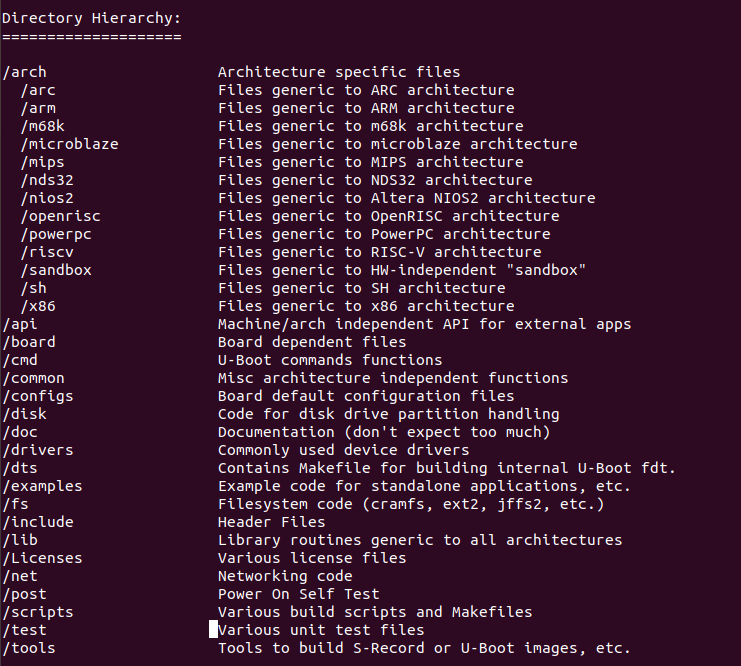 Directory Hierarchy:
====================
/arch Architecture specific files
/arc Files generic to ARC architecture
/arm Files generic to ARM architecture
/m68k Files generic to m68k architecture
/microblaze Files generic to microblaze architecture
/mips Files generic to MIPS architecture
/nds32 Files generic to NDS32 architecture
/nios2 Files generic to Altera NIOS2 architecture
/openrisc Files generic to OpenRISC architecture
/powerpc Files generic to PowerPC architecture
/riscv Files generic to RISC-V architecture
/sandbox Files generic to HW-independent "sandbox"
/sh Files generic to SH architecture
/x86 Files generic to x86 architecture
/api Machine/arch independent API for external apps
/board Board dependent files
/cmd U-Boot commands functions
/common Misc architecture independent functions
/configs Board default configuration files
/disk Code for disk drive partition handling
/doc Documentation (don't expect too much)
/drivers Commonly used device drivers
/dts Contains Makefile for building internal U-Boot fdt.
/examples Example code for standalone applications, etc.
/fs Filesystem code (cramfs, ext2, jffs2, etc.)
/include Header Files
/lib Library routines generic to all architectures
/Licenses Various license files
/net Networking code
/post Power On Self Test
/scripts Various build scripts and Makefiles
/test Various unit test files
/tools Tools to build S-Record or U-Boot images, etc.